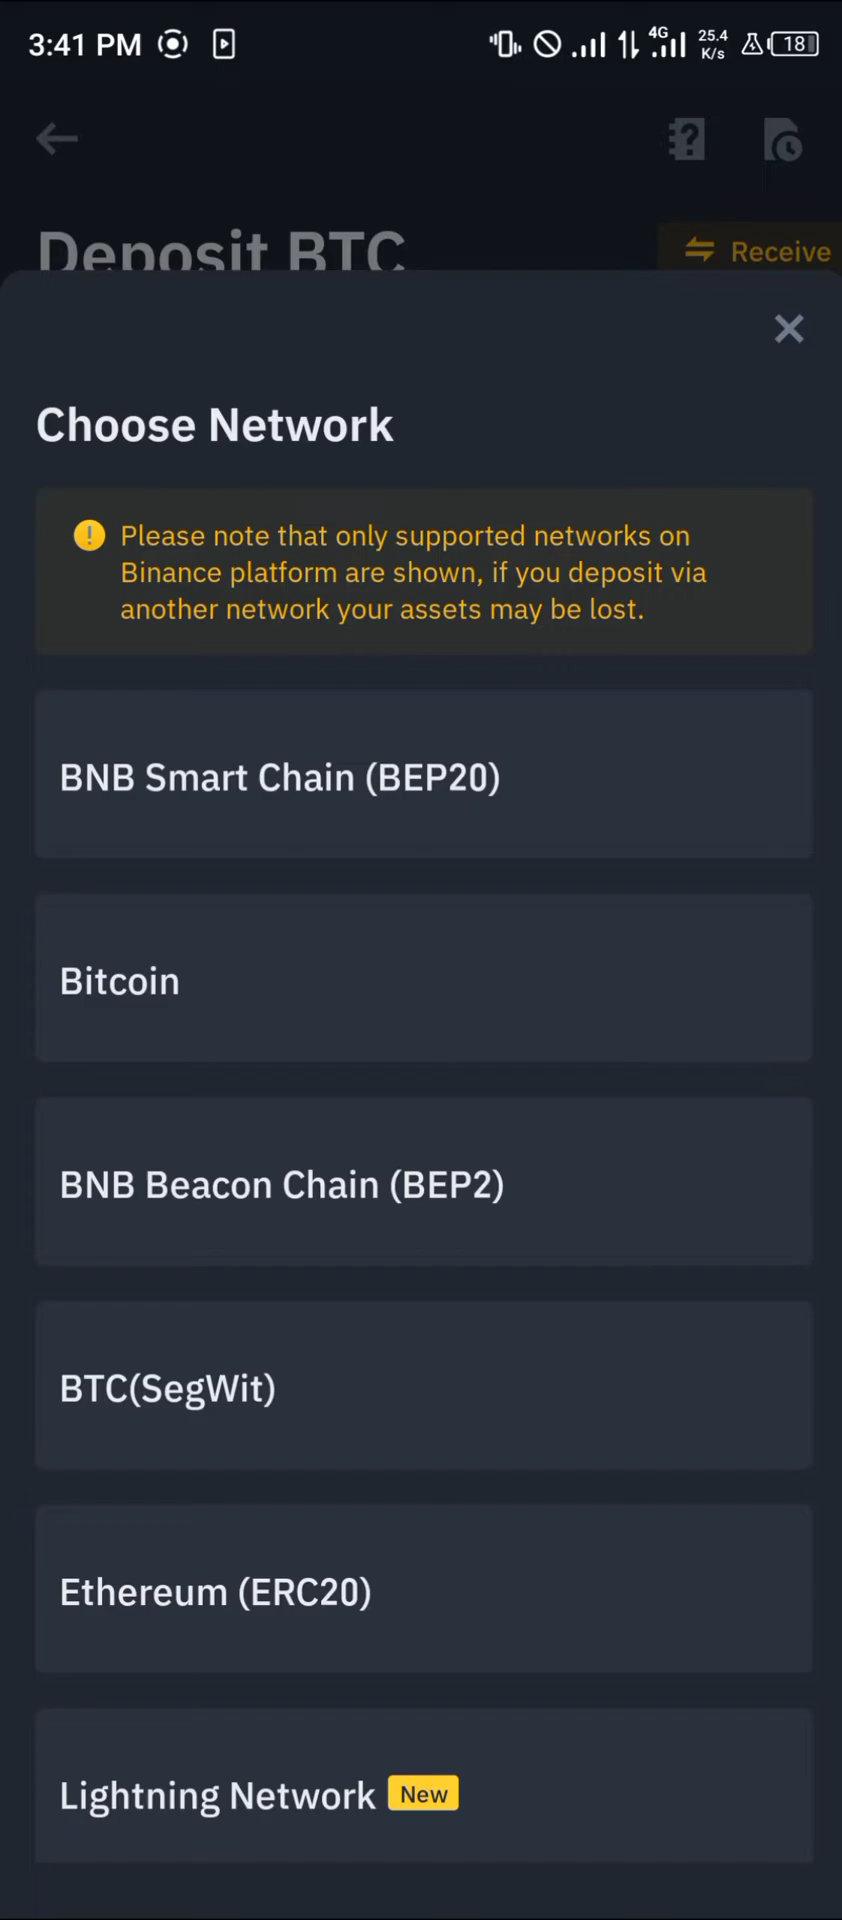 3:41 PM
4G
25.4
K/s
18
Deposit BTC
Receive
Choose Network
Please note that only supported networks on
Binance platform are shown, if you deposit via
another network your assets may be lost.
BNB Smart Chain (BEP20)
Bitcoin
BNB Beacon Chain (BEP2)
BTC(SegWit)
Ethereum (ERC20)
Lightning Network New